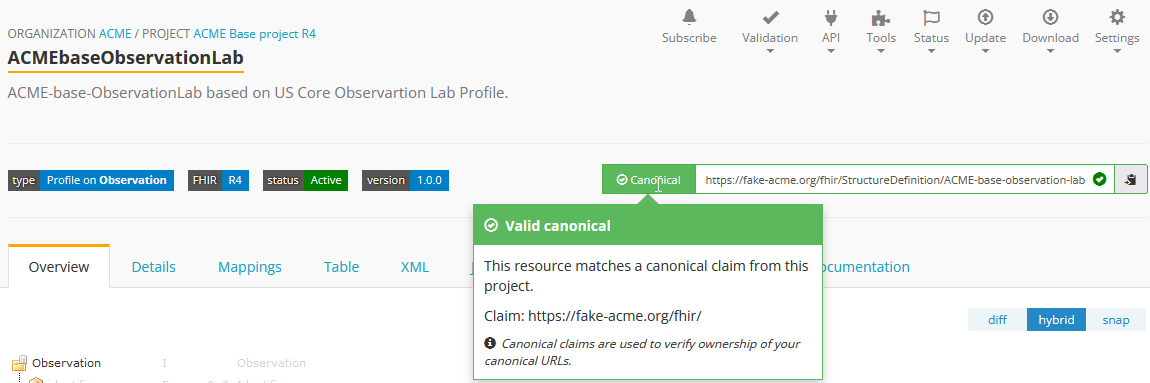 ORGANIZATION ACME / PROJECT ACME Base project R4
ACMEbaseObservationLab
ACME-base-ObservationLab based on US Core Observartion Lab Profile.
Subscribe Validation API Tools Status Update Download Settings
type Profile on Observation FHIR R4 status Active version 1.0.0
Canonical https://fake-acme.org/fhir/StructureDefinition/ACME-base-observation-lab
Valid canonical
This resource matches a canonical claim from this
project.
Claim: https://fake-acme.org/fhir/
Canonical claims are used to verify ownership of your
canonical URLs.
Overview Details Mappings Table XML
diff hybrid snap
Observation I Observation